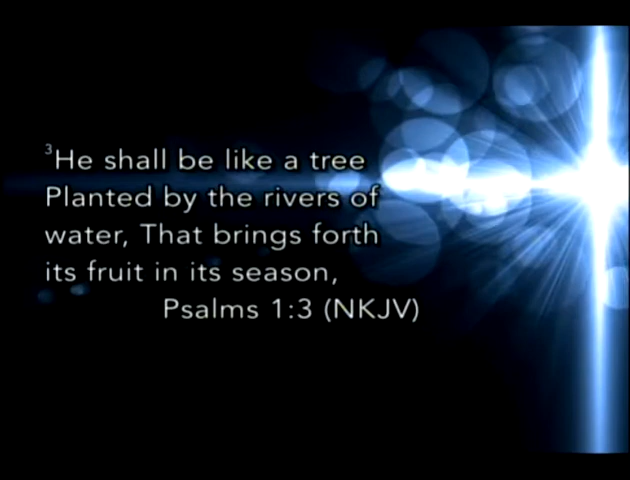 ³He shall be like a tree
Planted by the rivers of
water, That brings forth
its fruit in its season,
Psalms 1:3 (NKJV)